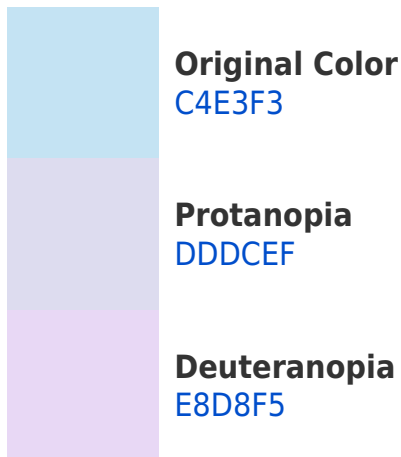 Original Color
C4E3F3
Protanopia
DDDCEF
Deuteranopia
E8D8F5